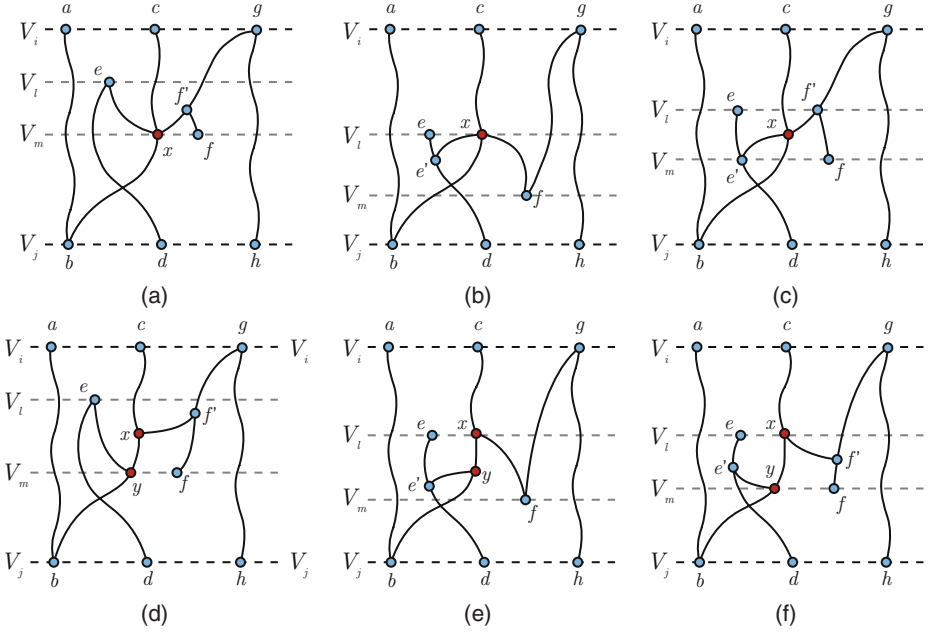 a c g a c g a c g
V_i V_i V_i
e
V_l
f' e f'
e x e x x
V_m f V_l V_l
x e' e' f
V_m f V_m
V_j V_j V_j
b d h b d h b d h
(a) (b) (c)
a c g a c g a c g
V_i V_i V_i V_i
e
V_l
x f' e x e x
V_l V_l
y e' f'
V_m y f e' y V_m
V_m f f
V_j V_j V_j V_j
b d h b d h b d h
(d) (e) (f)